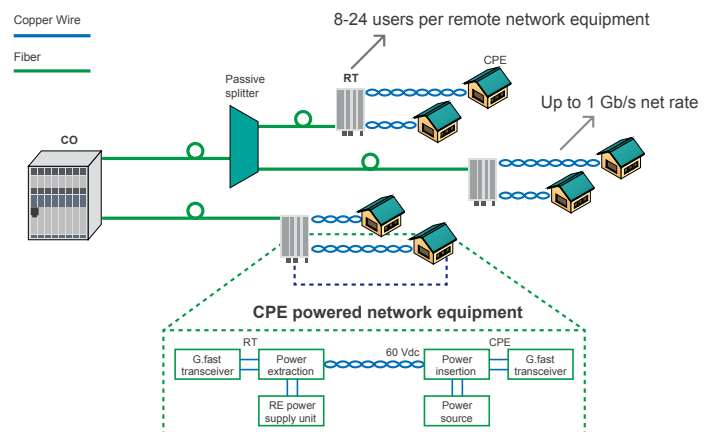 Copper Wire
8-24 users per remote network equipment
Fiber
Passive
splitter
RT
CPE
Up to 1 Gb/s net rate
CO
CPE powered network equipment
RT
60 Vdc
CPE
G.fast
transceiver
Power
extraction
Power
insertion
G.fast
transceiver
RE power
supply unit
Power
source